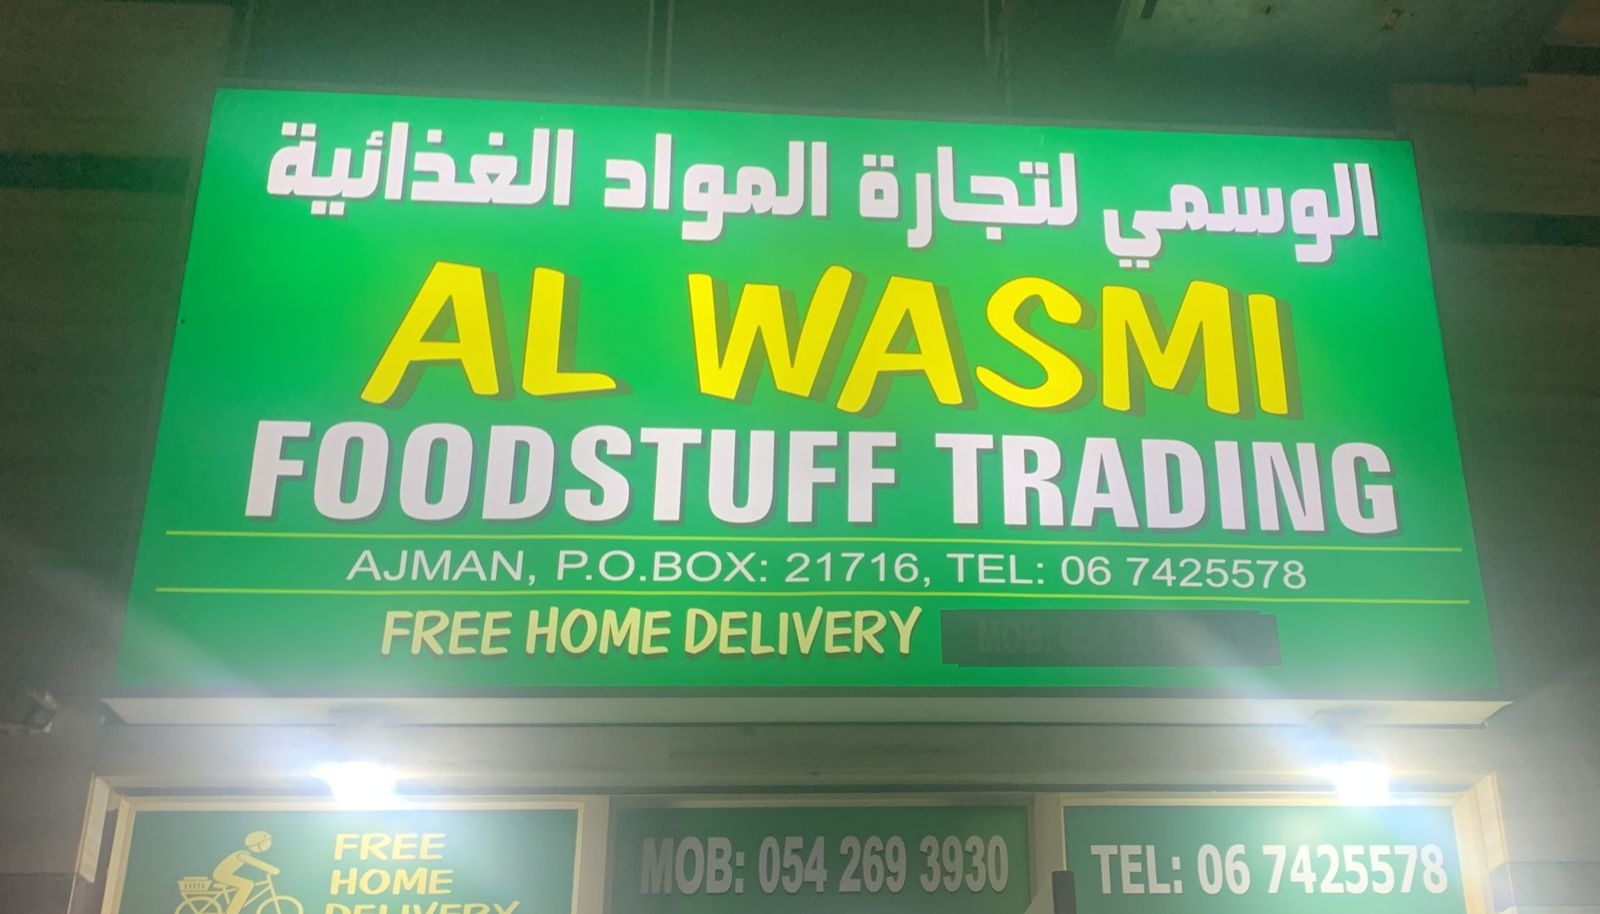 الوسمي لتجارة المواد الغذائية
AL WASMI
FOODSTUFF TRADING
AJMAN, P.O.BOX: 21716, TEL: 06 7425578
FREE HOME DELIVERY
FREE
HOME
DELIVERY
MOB: 054 269 3930
TEL: 06 7425578